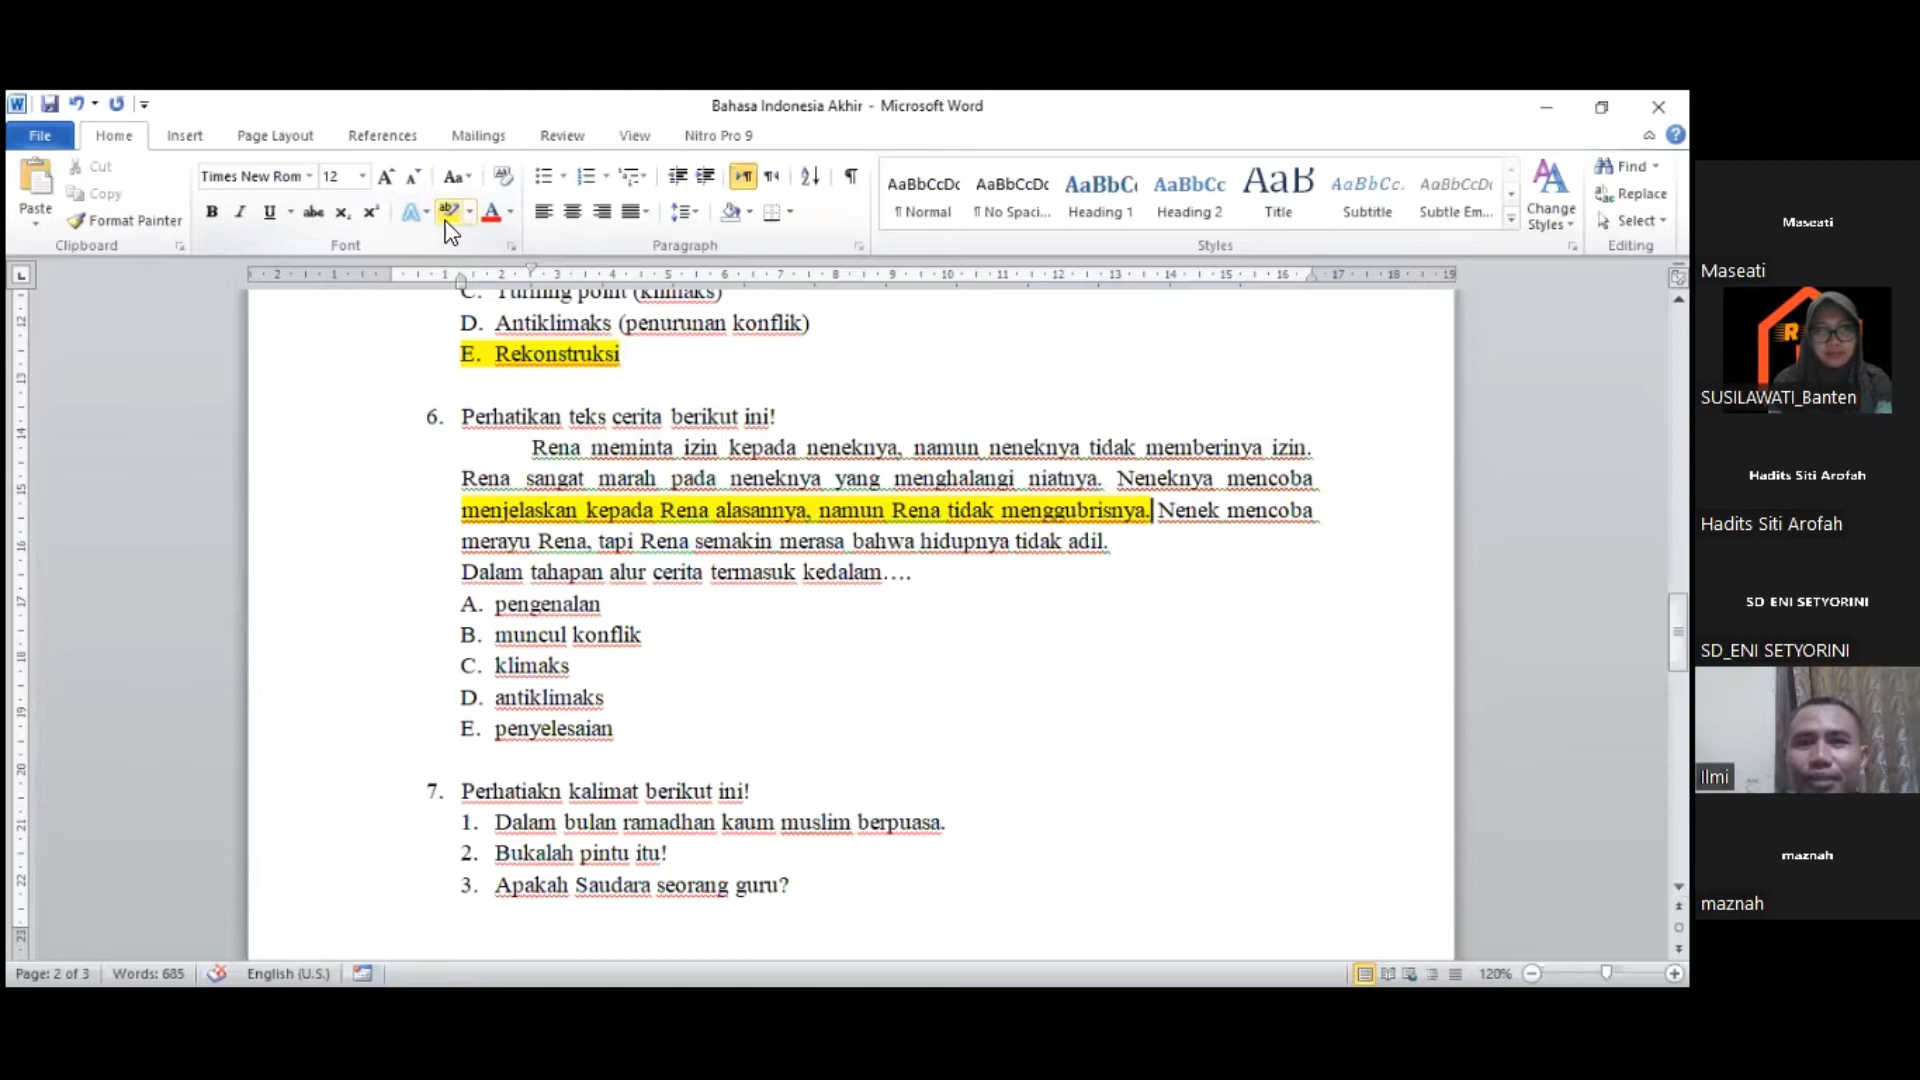 Bahasa Indonesia Akhir - Microsoft Word
File Home Insert Page Layout References Mailings Review View Nitro Pro 9
Cut
Copy
Format Painter
Paste
Clipboard
Times New Rom 12
Font
Paragraph
AaBbCcDc AaBbCcDc AaBbC AaBbCc AaB AaBbCc. AaBbCcDc
¶ Normal ¶ No Spaci... Heading 1 Heading 2 Title Subtitle Subtle Em...
Styles
Change Styles
Find
Replace
Select
Editing
C. Turning point (klimaks)
D. Antiklimaks (penurunan konflik)
E. Rekonstruksi
6. Perhatikan teks cerita berikut ini!
Rena meminta izin kepada neneknya, namun neneknya tidak memberinya izin.
Rena sangat marah pada neneknya yang menghalangi niatnya. Neneknya mencoba
menjelaskan kepada Rena alasannya, namun Rena tidak menggubrisnya. Nenek mencoba
merayu Rena, tapi Rena semakin merasa bahwa hidupnya tidak adil.
Dalam tahapan alur cerita termasuk kedalam….
A. pengenalan
B. muncul konflik
C. klimaks
D. antiklimaks
E. penyelesaian
7. Perhatiakn kalimat berikut ini!
1. Dalam bulan ramadhan kaum muslim berpuasa.
2. Bukalah pintu itu!
3. Apakah Saudara seorang guru?
Page: 2 of 3 Words: 685 English (U.S.) 120%
Maseati
Maseati
SUSILAWATI_Banten
Hadits Siti Arofah
Hadits Siti Arofah
SD ENI SETYORINI
SD_ENI SETYORINI
Ilmi
maznah
maznah